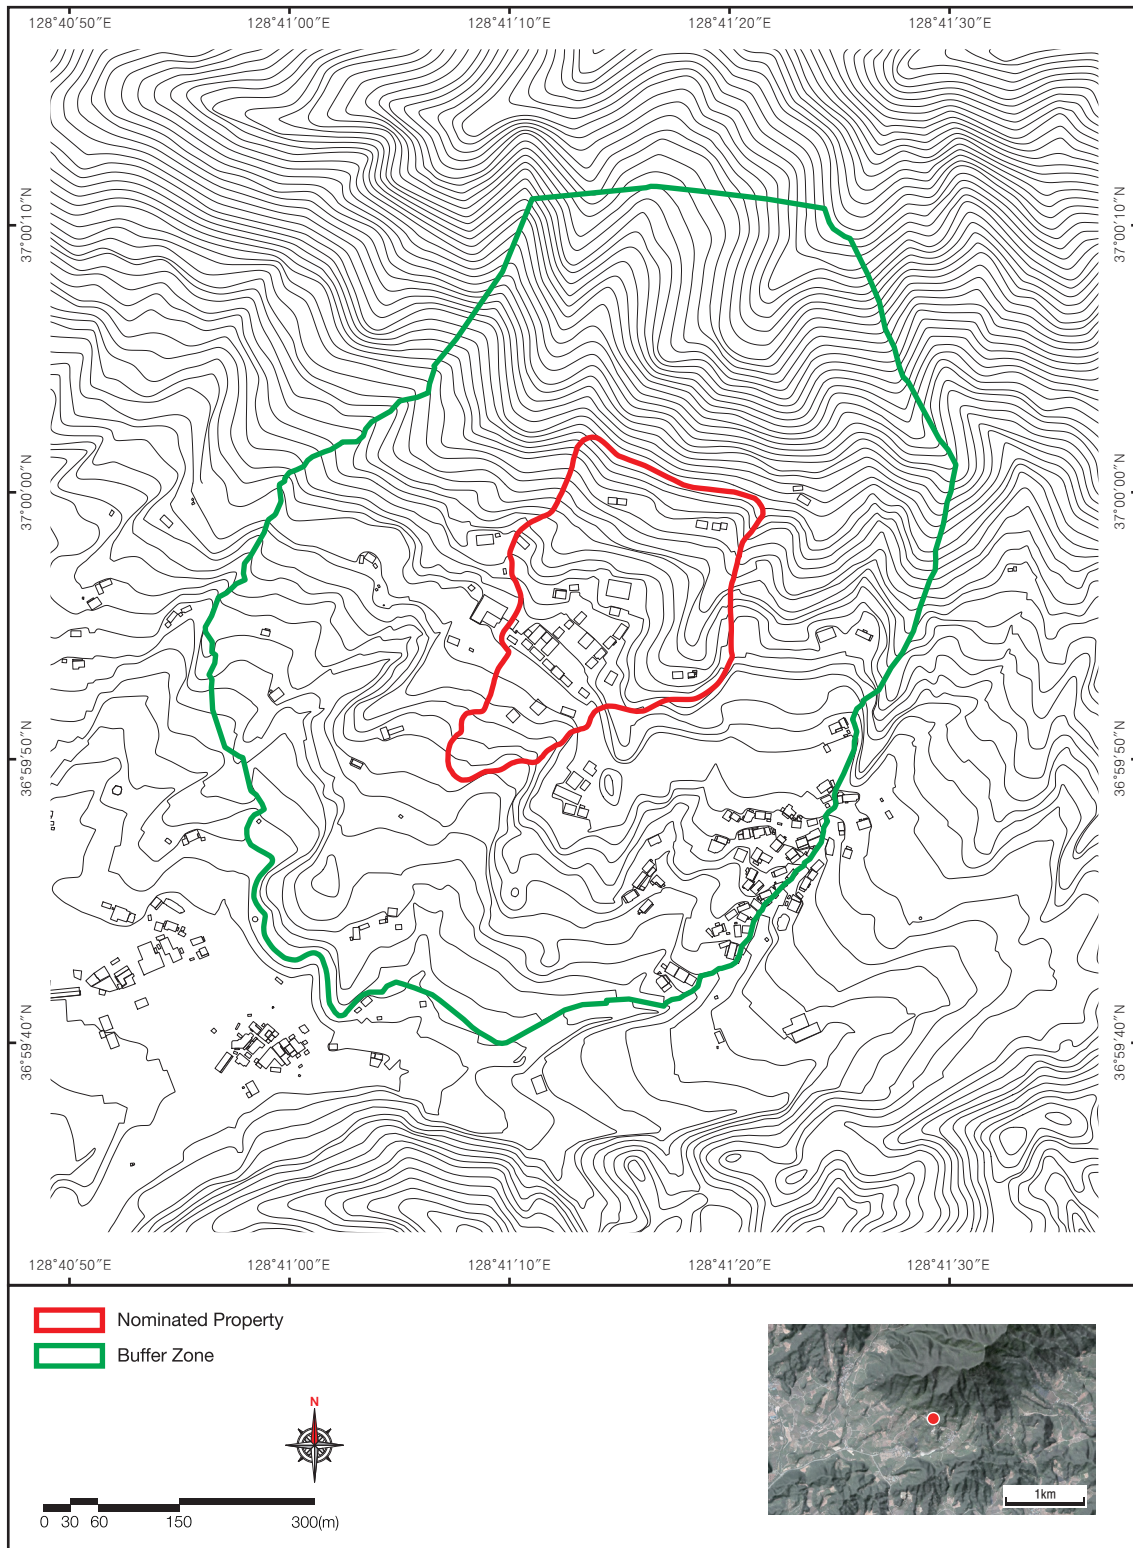 128°40′50″E 128°41′00″E 128°41′10″E 128°41′20″E 128°41′30″E
37°00′10″N 37°00′10″N
37°00′00″N 37°00′00″N
36°59′50″N 36°59′50″N
36°59′40″N 36°59′40″N
128°40′50″E 128°41′00″E 128°41′10″E 128°41′20″E 128°41′30″E
Nominated Property
Buffer Zone
N
0 30 60 150 300(m)
1km